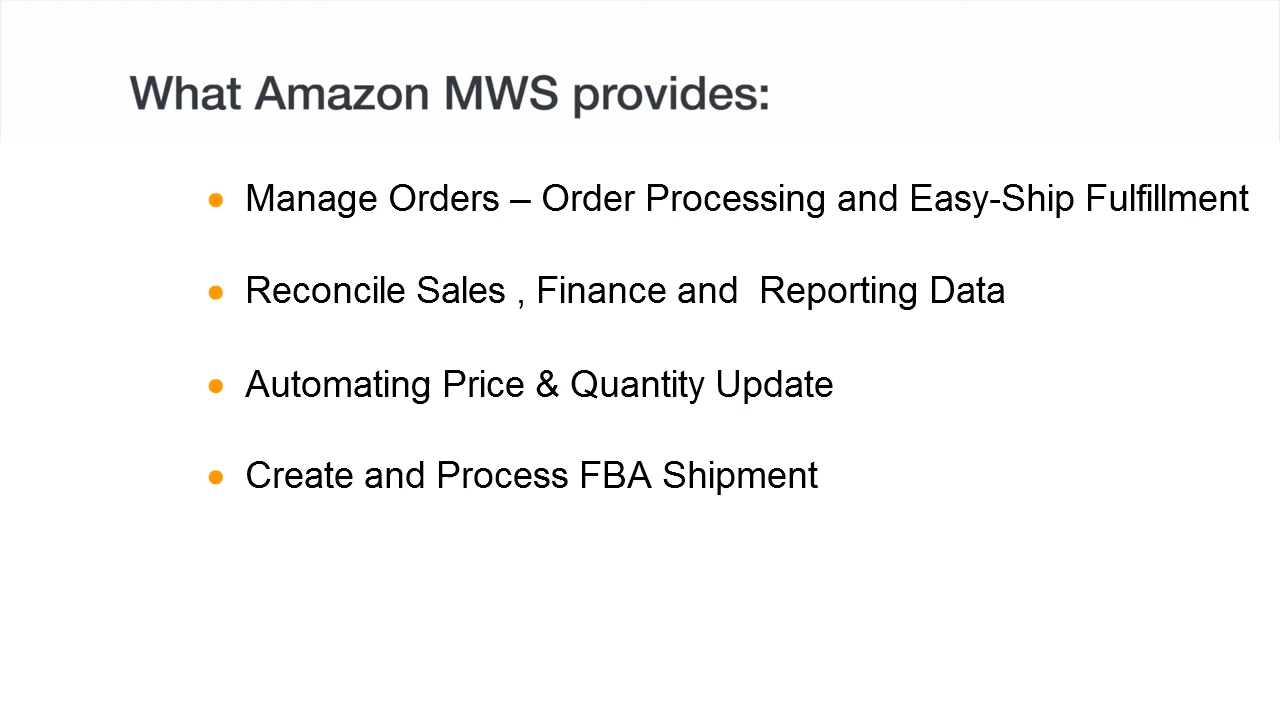 What Amazon MWS provides:
• Manage Orders – Order Processing and Easy-Ship Fulfillment
• Reconcile Sales , Finance and  Reporting Data
• Automating Price & Quantity Update
• Create and Process FBA Shipment